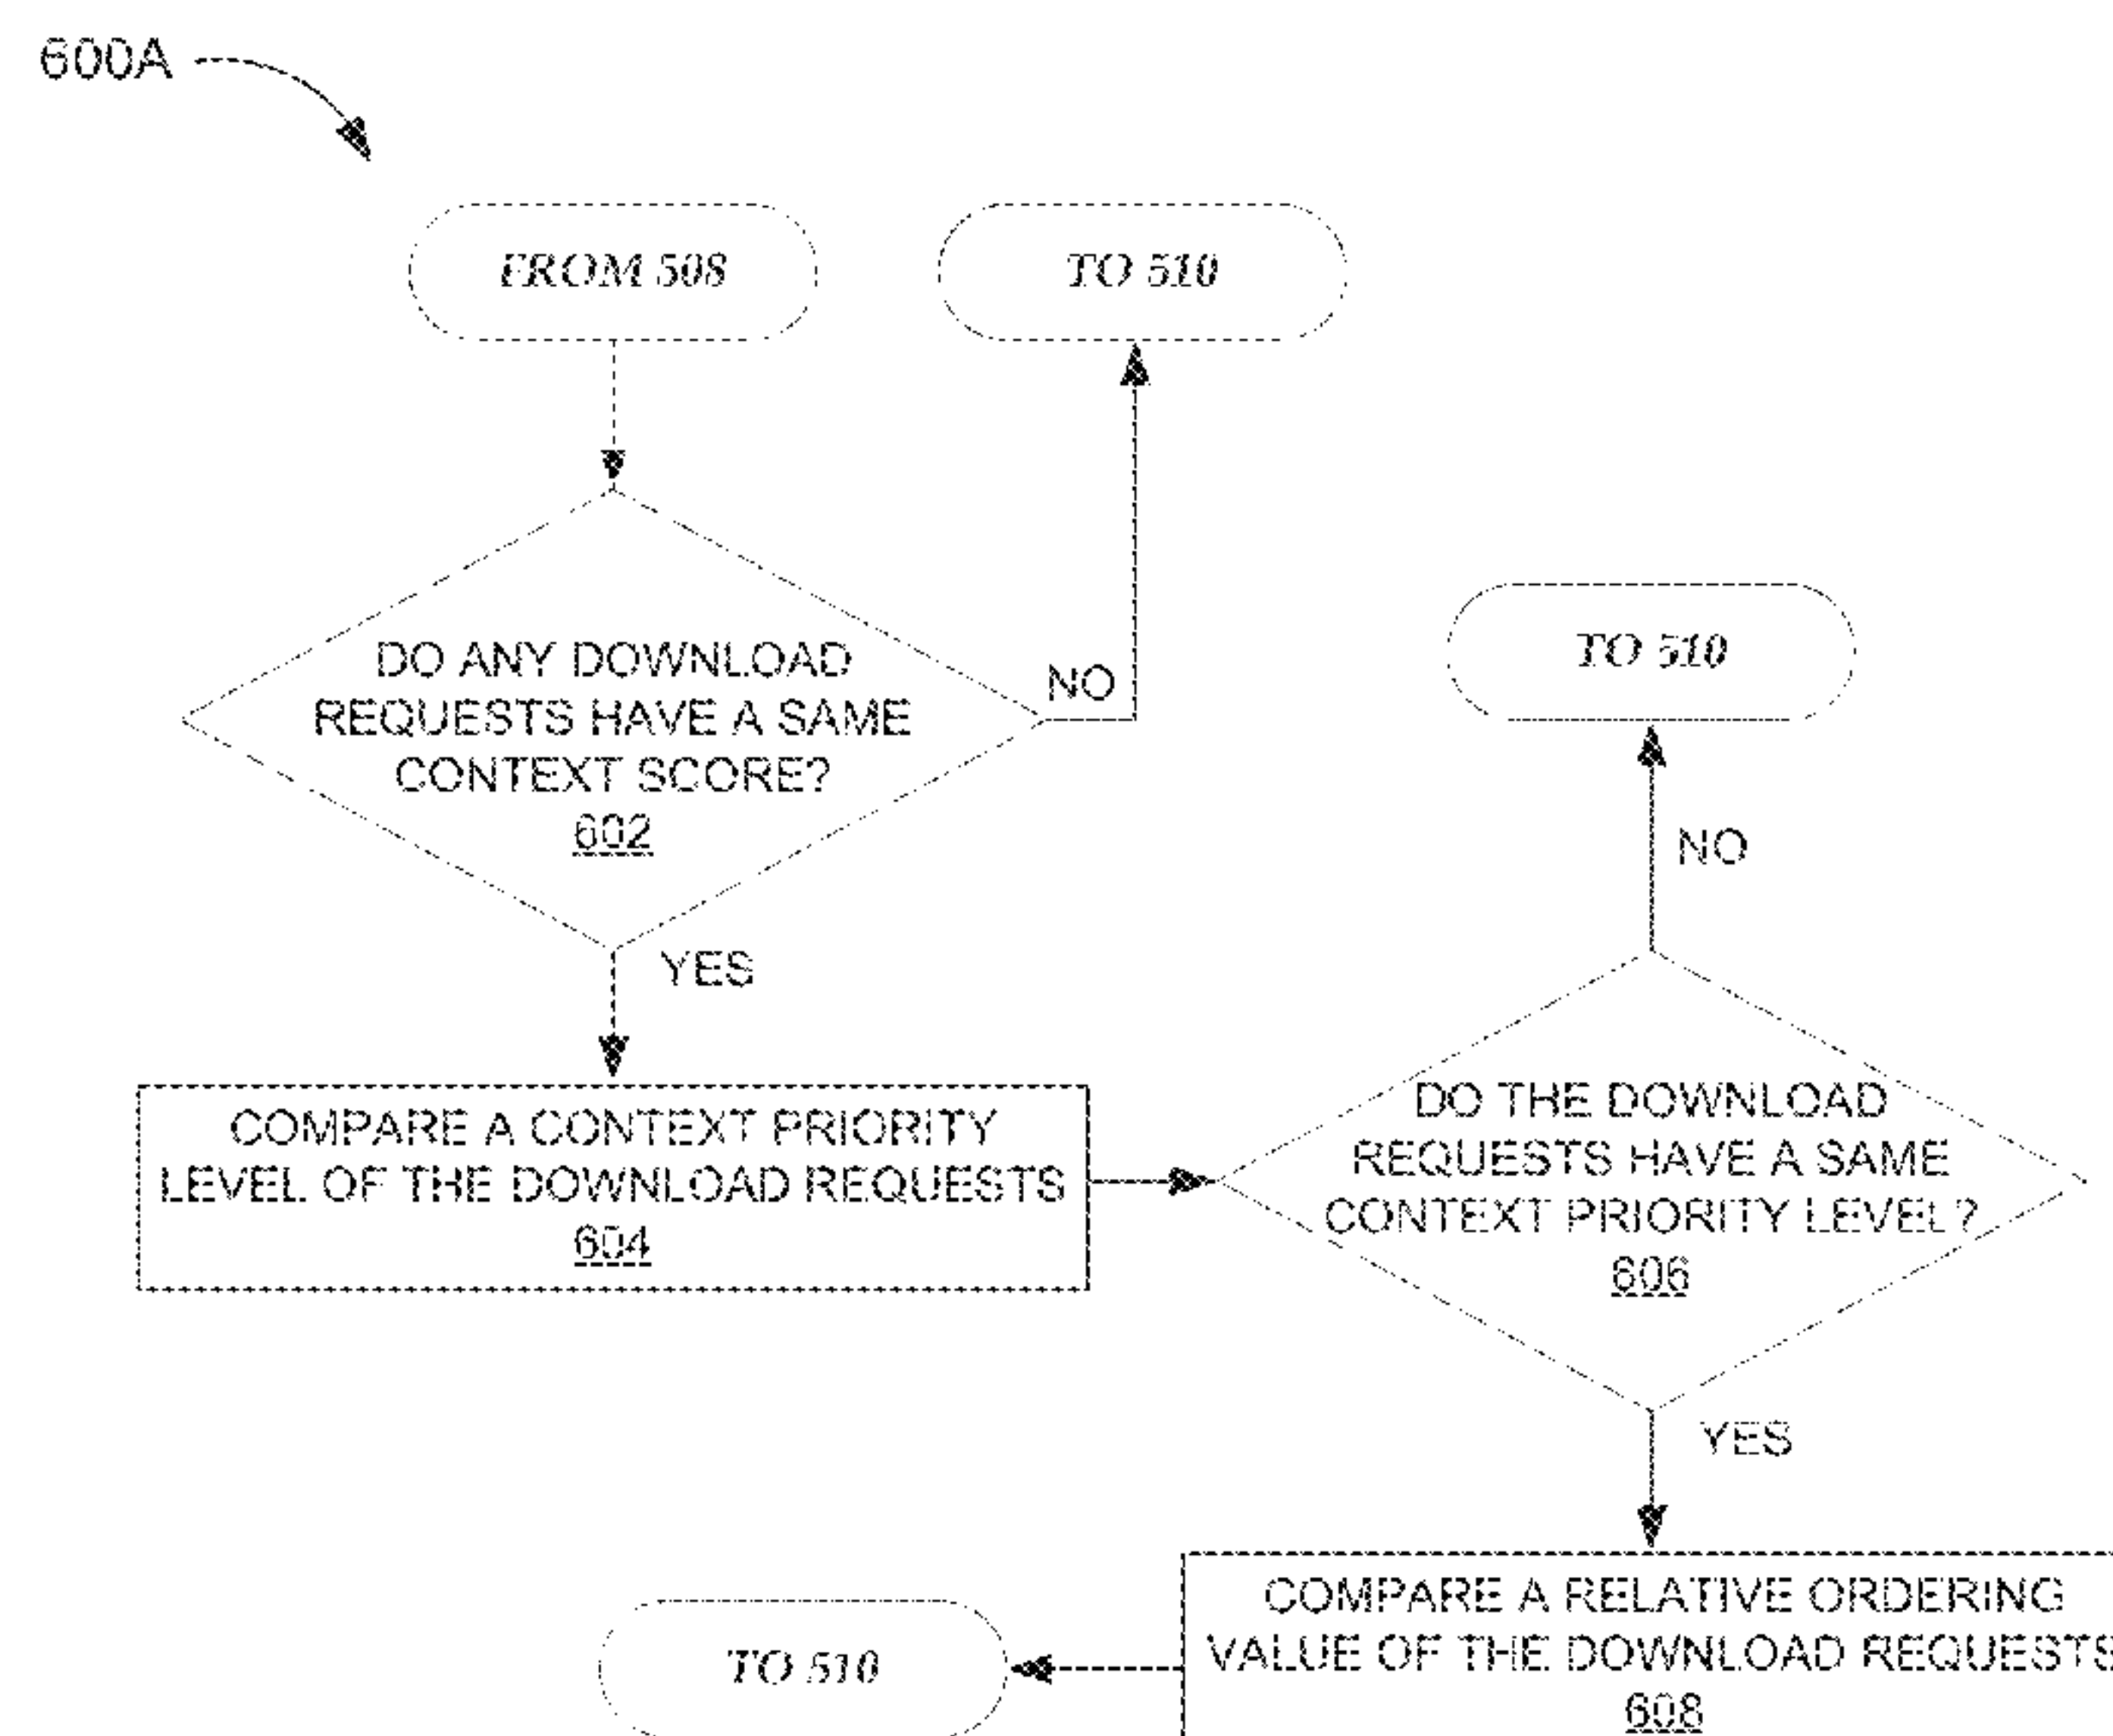 600A
FROM 508
TO 510
DO ANY DOWNLOAD
REQUESTS HAVE A SAME
CONTEXT SCORE?
602
NO
YES
TO 510
NO
COMPARE A CONTEXT PRIORITY
LEVEL OF THE DOWNLOAD REQUESTS
604
DO THE DOWNLOAD
REQUESTS HAVE A SAME
CONTEXT PRIORITY LEVEL?
606
YES
COMPARE A RELATIVE ORDERING
VALUE OF THE DOWNLOAD REQUESTS
608
TO 510